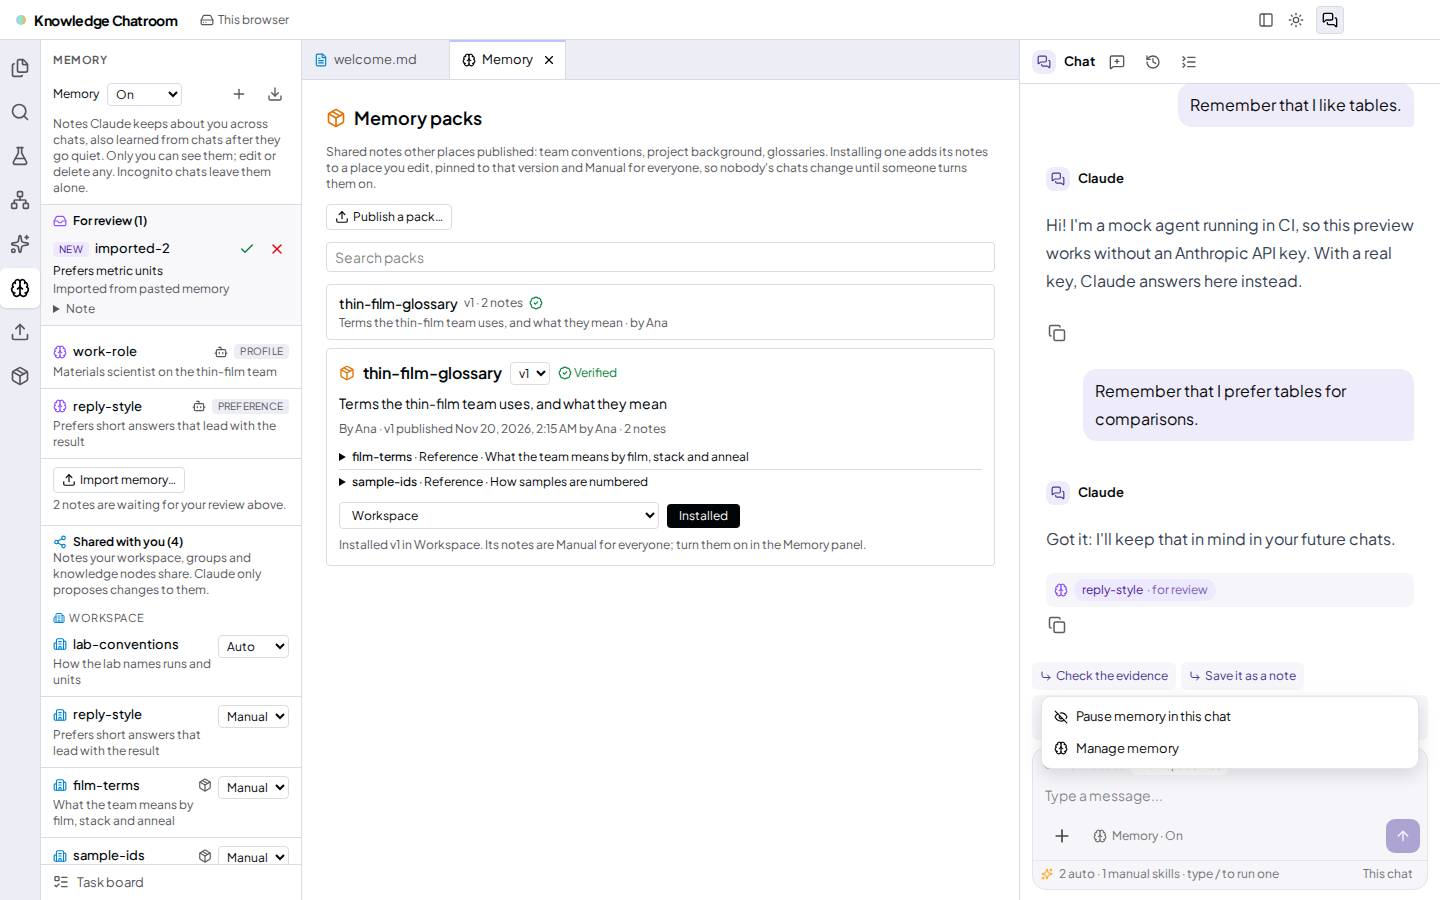 Knowledge Chatroom
This browser
MEMORY
Memory
On
Notes Claude keeps about you across
chats, also learned from chats after they
go quiet. Only you can see them; edit or
delete any. Incognito chats leave them
alone.
For review (1)
NEW imported-2
Prefers metric units
Imported from pasted memory
Note
work-role
PROFILE
Materials scientist on the thin-film team
reply-style
PREFERENCE
Prefers short answers that lead with the
result
Import memory...
2 notes are waiting for your review above.
Shared with you (4)
Notes your workspace, groups and
knowledge nodes share. Claude only
proposes changes to them.
WORKSPACE
lab-conventions
Auto
How the lab names runs and
units
reply-style
Manual
Prefers short answers that
lead with the result
film-terms
Manual
What the team means by
film, stack and anneal
sample-ids
Manual
Task board
welcome.md
Memory
Memory packs
Shared notes other places published: team conventions, project background, glossaries. Installing one adds its notes
to a place you edit, pinned to that version and Manual for everyone, so nobody's chats change until someone turns
them on.
Publish a pack...
Search packs
thin-film-glossary v1 · 2 notes
Terms the thin-film team uses, and what they mean · by Ana
thin-film-glossary
v1
Verified
Terms the thin-film team uses, and what they mean
By Ana · v1 published Nov 20, 2026, 2:15 AM by Ana · 2 notes
film-terms · Reference · What the team means by film, stack and anneal
sample-ids · Reference · How samples are numbered
Workspace
Installed
Installed v1 in Workspace. Its notes are Manual for everyone; turn them on in the Memory panel.
Chat
Remember that I like tables.
Claude
Hi! I'm a mock agent running in CI, so this preview
works without an Anthropic API key. With a real
key, Claude answers here instead.
Remember that I prefer tables for
comparisons.
Claude
Got it: I'll keep that in mind in your future chats.
reply-style · for review
Check the evidence
Save it as a note
Pause memory in this chat
Manage memory
Type a message...
Memory · On
2 auto · 1 manual skills · type / to run one
This chat